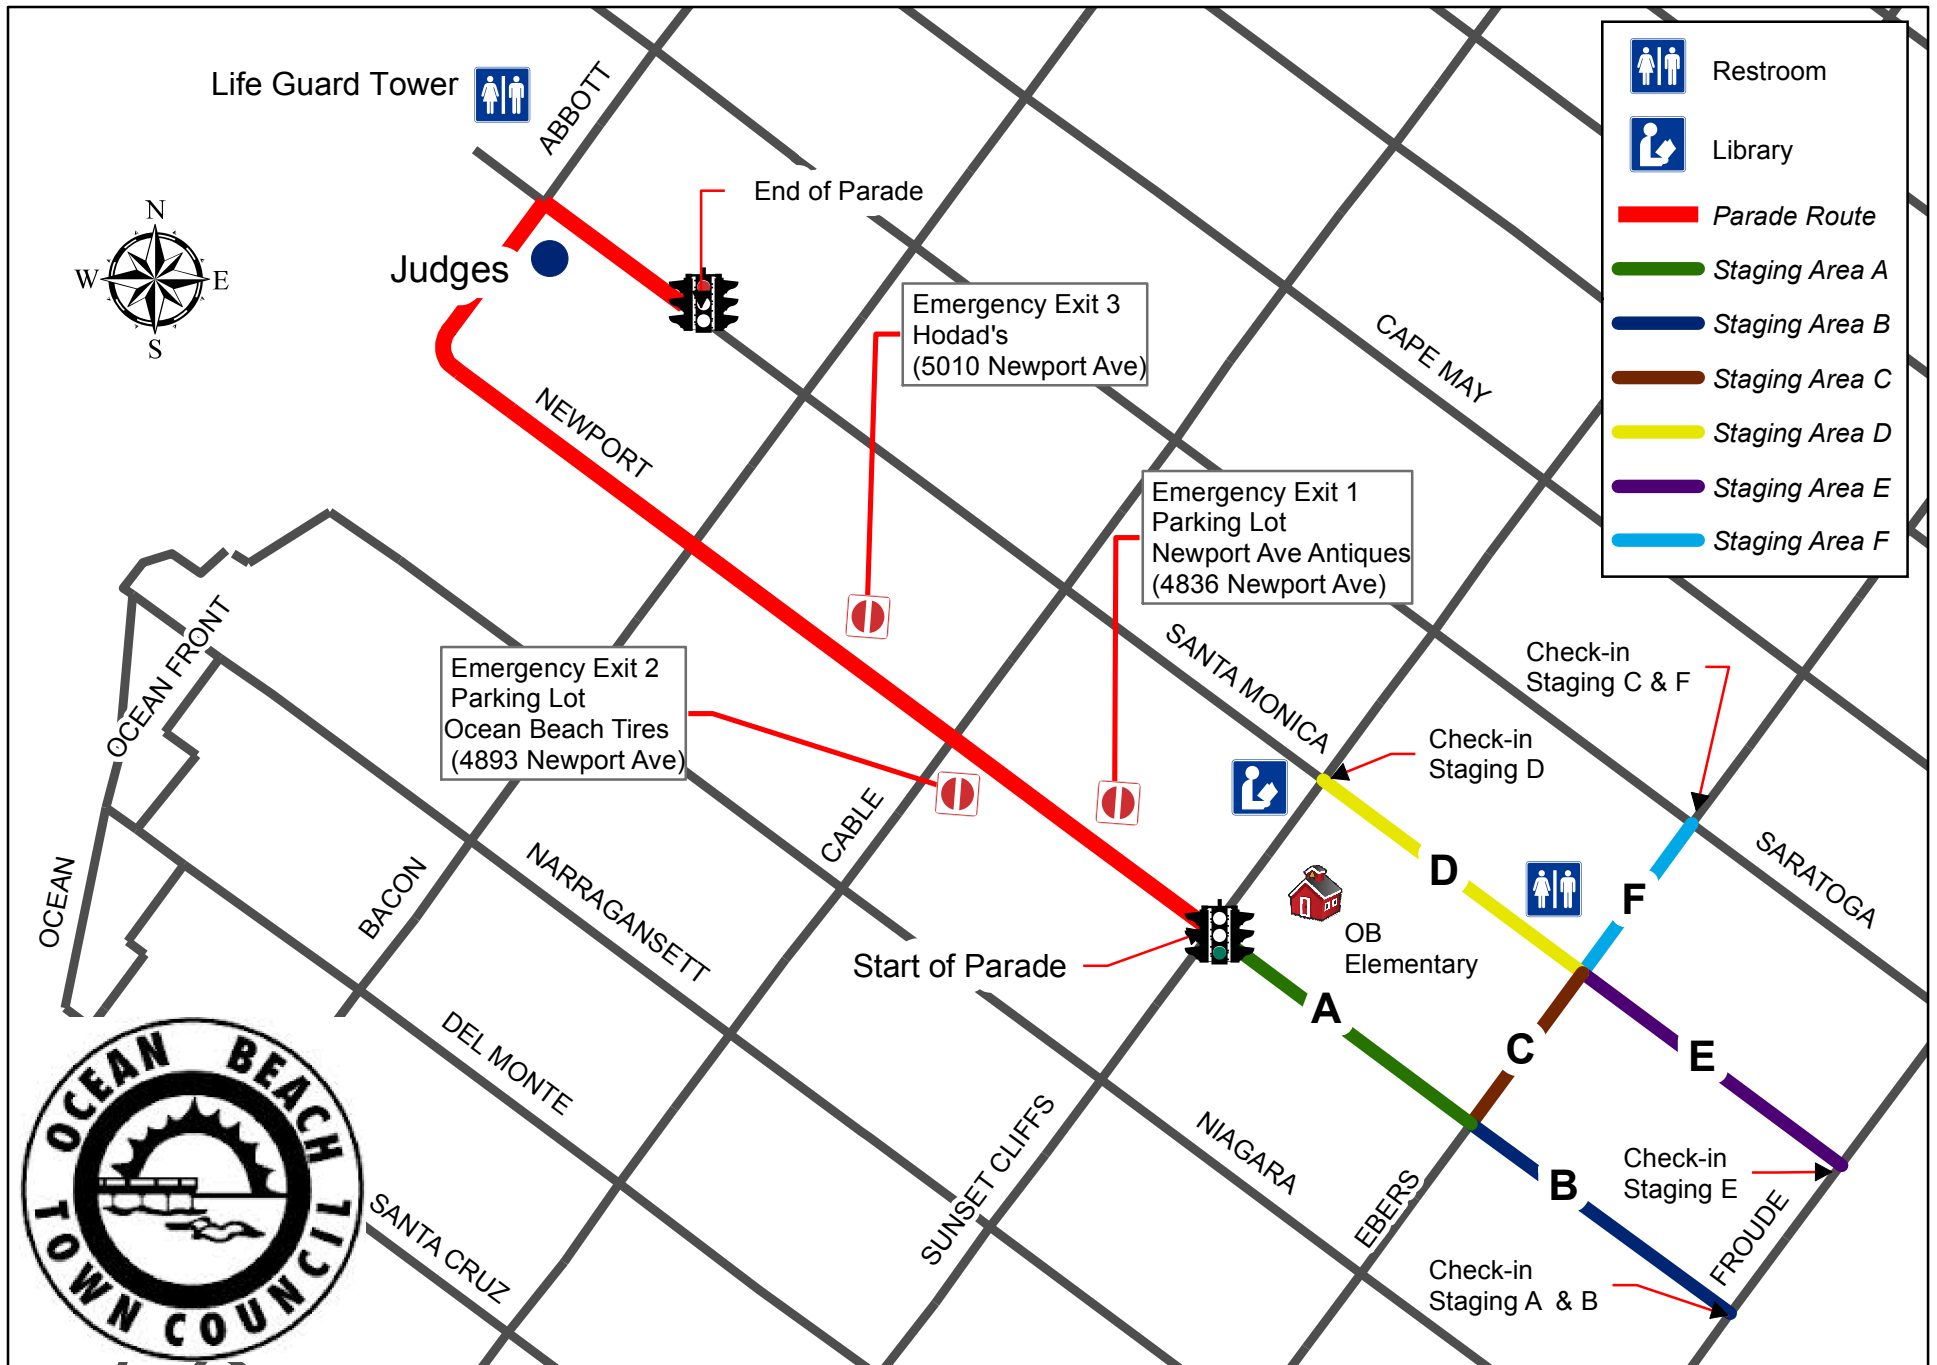 Life Guard Tower
ABBOTT
End of Parade
N
W
E
S
Judges
NEWPORT
Emergency Exit 3
Hodad's
(5010 Newport Ave)
CAPE MAY
Restroom
Library
Parade Route
Staging Area A
Staging Area B
Staging Area C
Staging Area D
Staging Area E
Staging Area F
Emergency Exit 1
Parking Lot
Newport Ave Antiques
(4836 Newport Ave)
Emergency Exit 2
Parking Lot
Ocean Beach Tires
(4893 Newport Ave)
OCEAN FRONT
SANTA MONICA
Check-in
Staging C & F
Check-in
Staging D
OCEAN
BACON
NARRAGANSETT
CABLE
D
F
SARATOGA
OB
Elementary
Start of Parade
A
C
E
DEL MONTE
SUNSET CLIFFS
NIAGARA
EBERS
B
Check-in
Staging E
FROUDE
Check-in
Staging A & B
SANTA CRUZ
OCEAN BEACH
TOWN COUNCIL